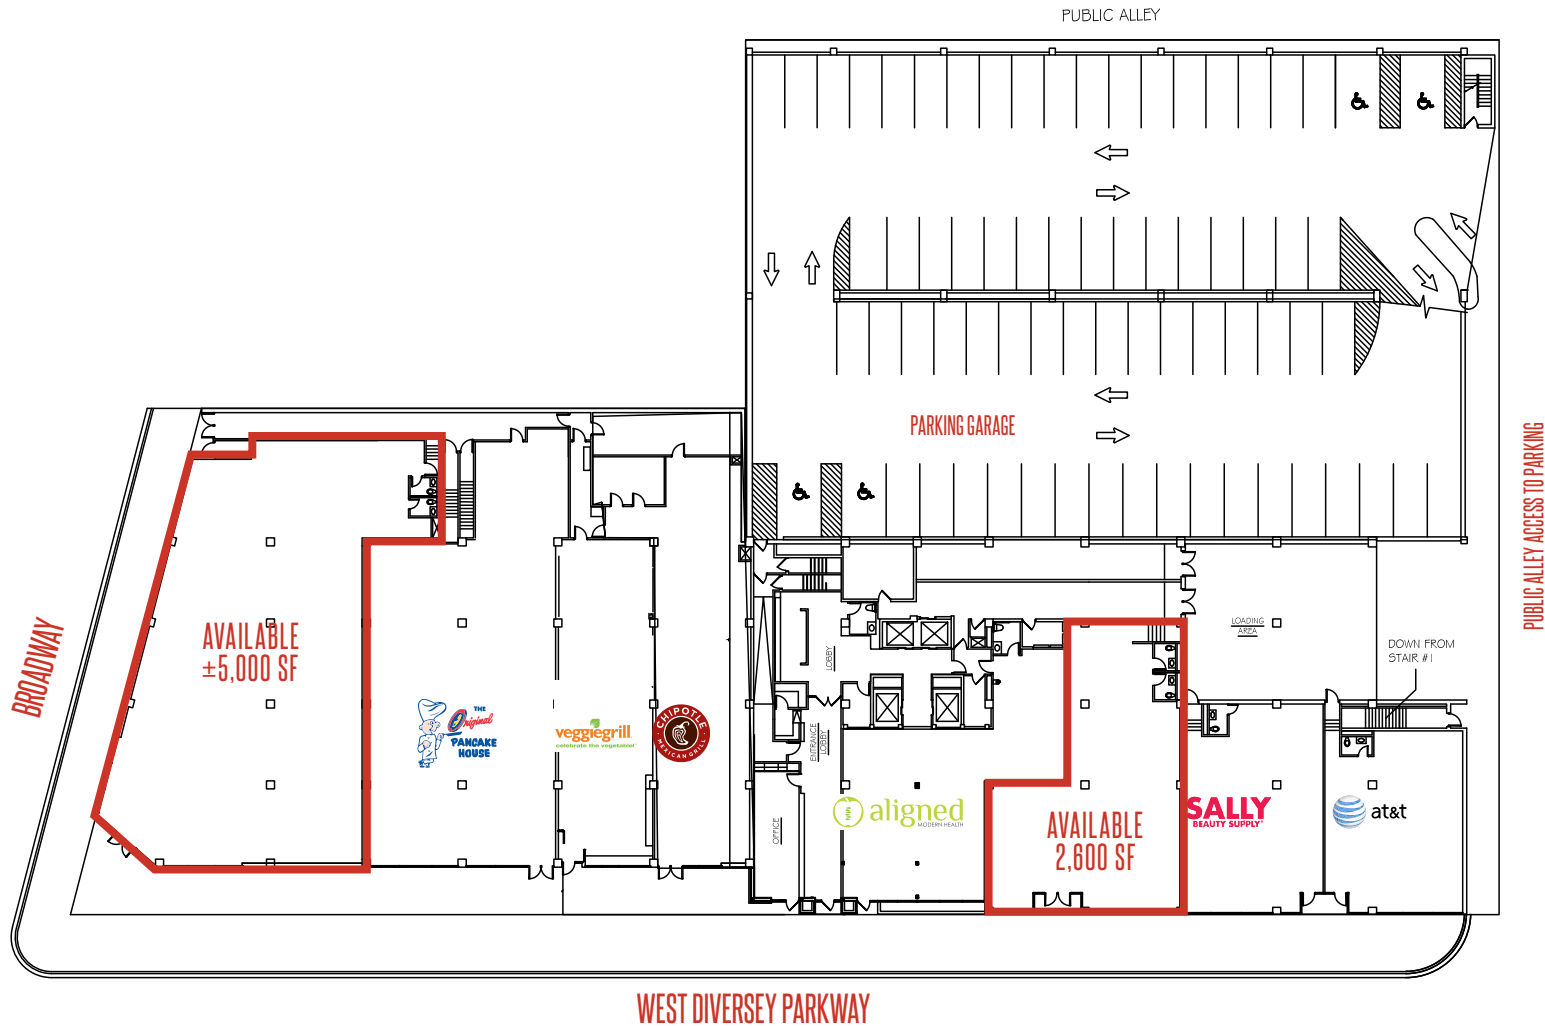 PUBLIC ALLEY
PARKING GARAGE
PUBLIC ALLEY ACCESS TO PARKING
BROADWAY
AVAILABLE
±5,000 SF
THE
Original
PANCAKE
HOUSE
veggiegrill
celebrate the vegetable!
CHIPOTLE
MEXICAN GRILL
LOBBY
ENTRANCE
LOBBY
OFFICE
aligned
MODERN HEALTH
AVAILABLE
2,600 SF
LOADING
AREA
DOWN FROM
STAIR #1
SALLY
BEAUTY SUPPLY
at&t
WEST DIVERSEY PARKWAY